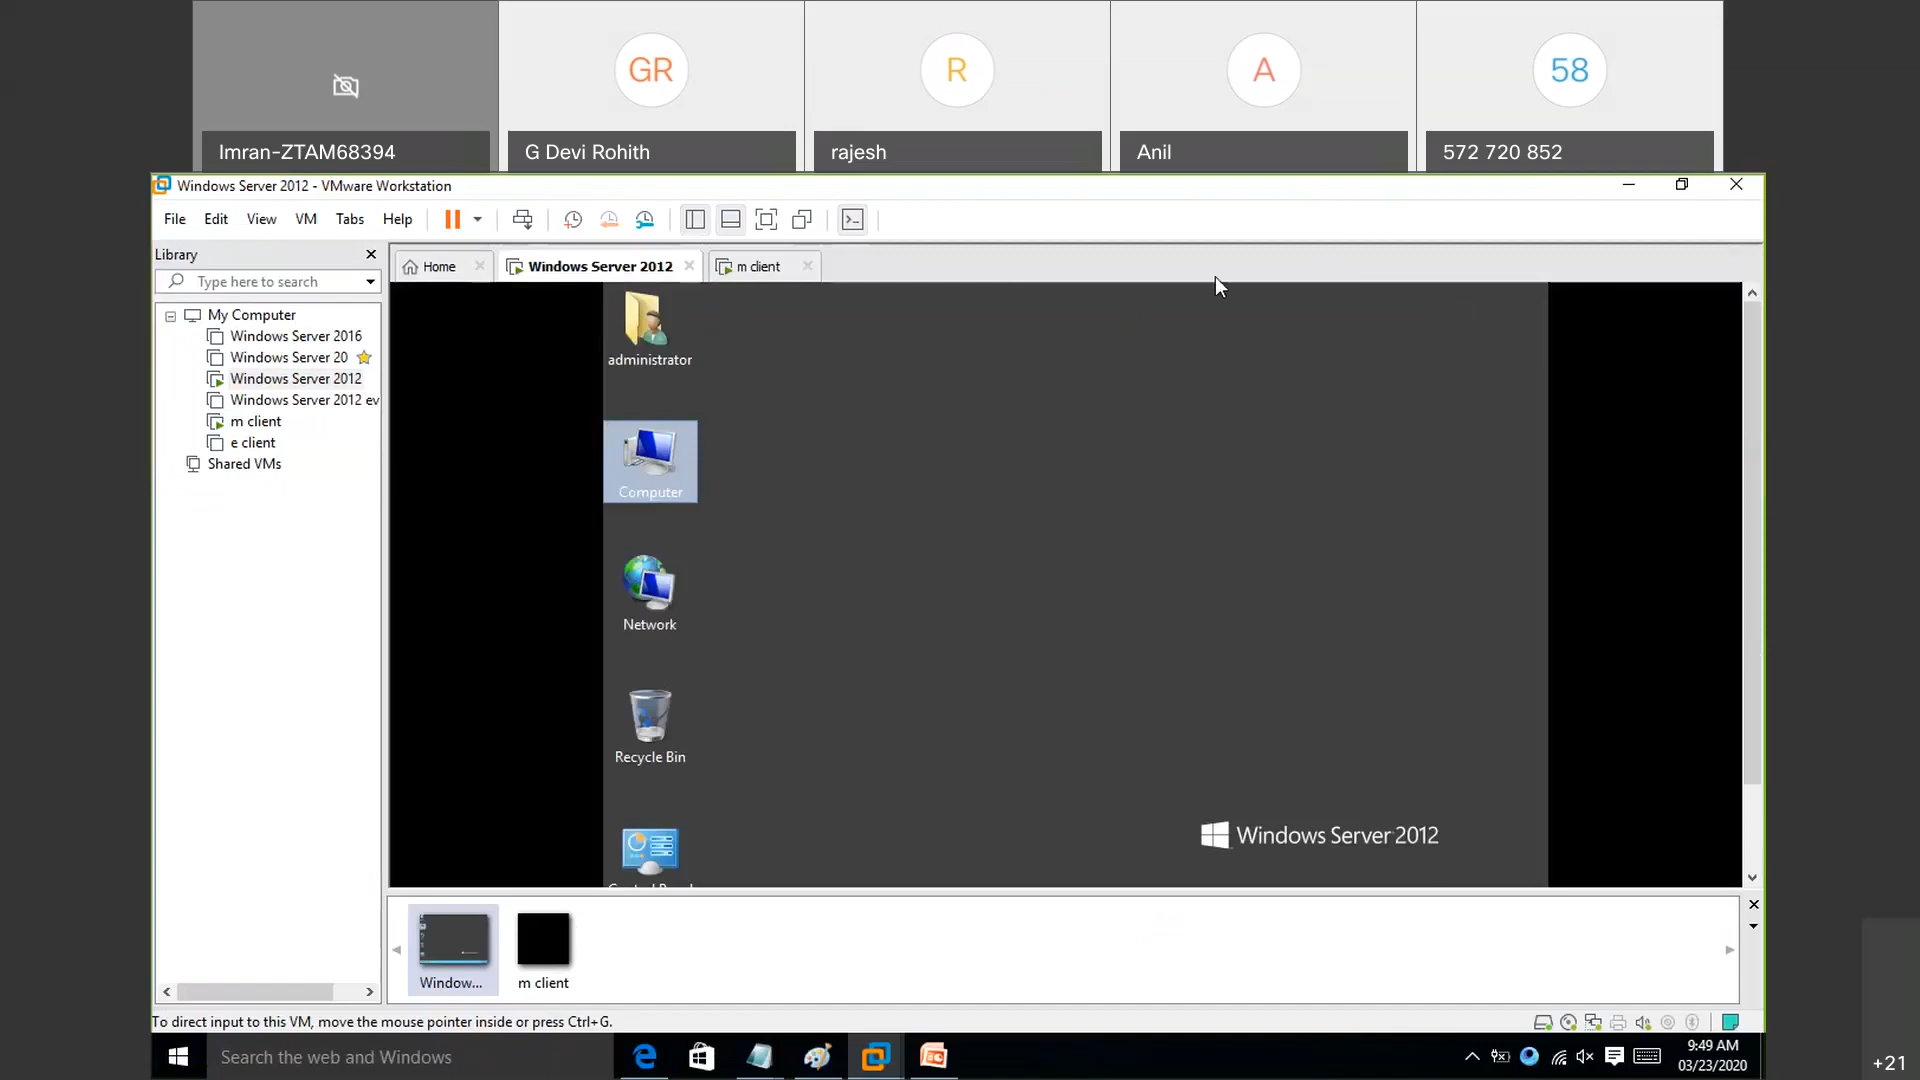 GR
R
A
58
Imran-ZTAM68394
G Devi Rohith
rajesh
Anil
572 720 852
Windows Server 2012 - VMware Workstation
File Edit View VM Tabs Help
Library
Type here to search
Home
Windows Server 2012
m client
My Computer
Windows Server 2016
Windows Server 20
Windows Server 2012
Windows Server 2012 ev
m client
e client
Shared VMs
administrator
Computer
Network
Recycle Bin
Windows Server 2012
Window...
m client
To direct input to this VM, move the mouse pointer inside or press Ctrl+G.
Search the web and Windows
9:49 AM
03/23/2020
+21